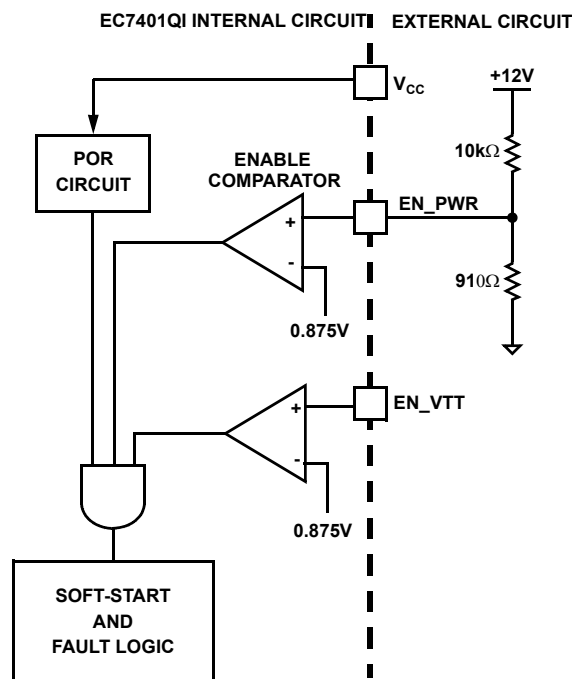 EC7401QI INTERNAL CIRCUIT
EXTERNAL CIRCUIT
VCC
+12V
10kΩ
POR
CIRCUIT
ENABLE
COMPARATOR
EN_PWR
+
-
910Ω
0.875V
EN_VTT
+
-
0.875V
SOFT-START
AND
FAULT LOGIC